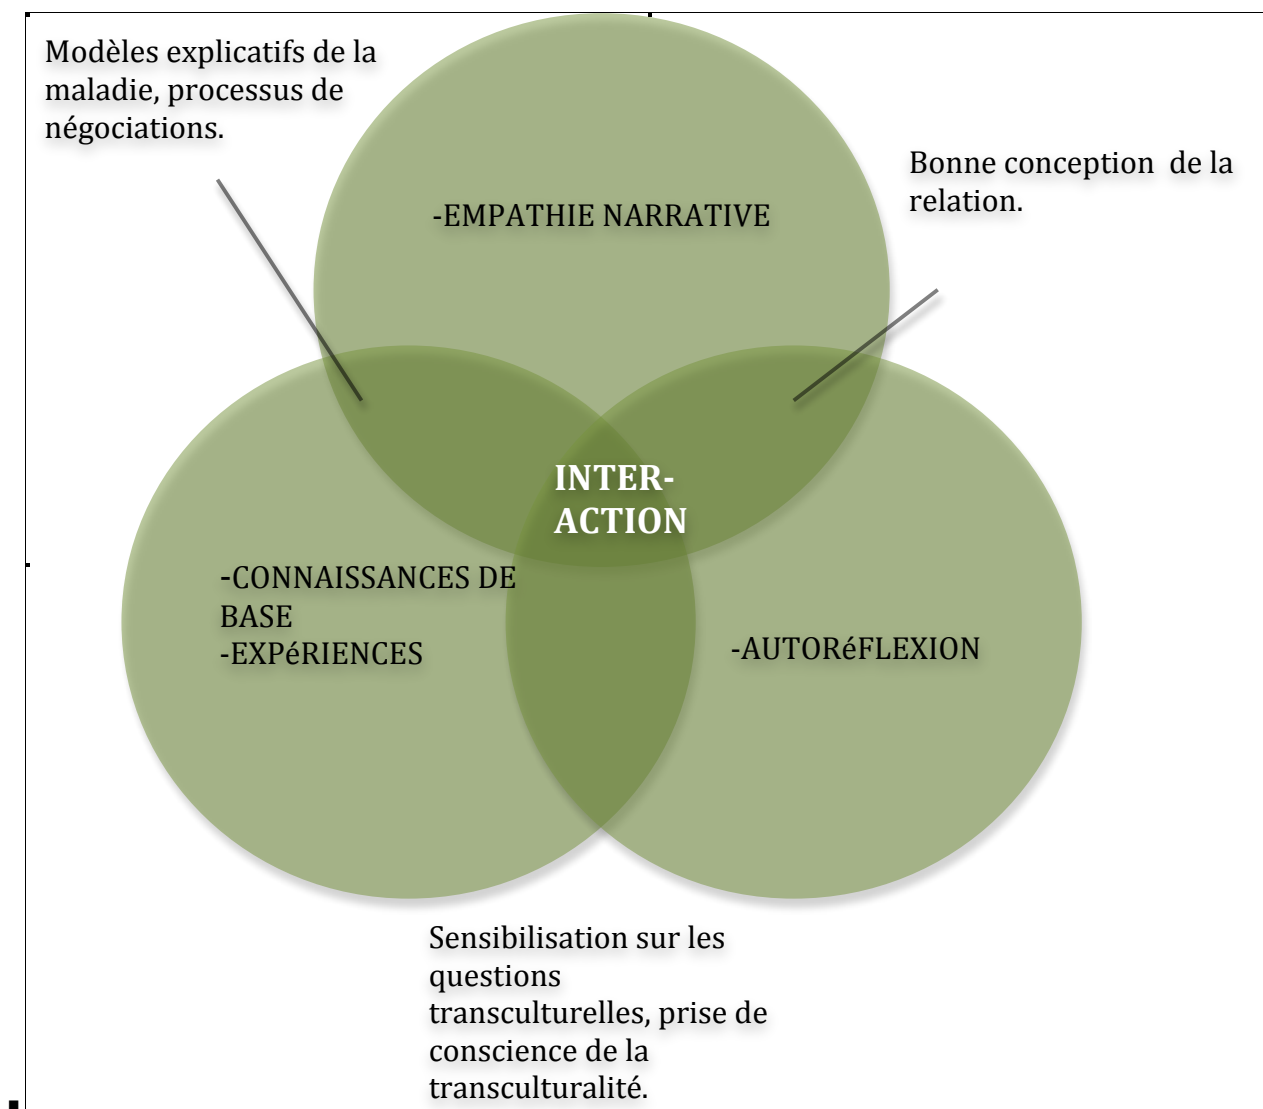 Modèles explicatifs de la
maladie, processus de
négociations.
Bonne conception  de la
relation.
-EMPATHIE NARRATIVE
INTER-
ACTION
-CONNAISSANCES DE
BASE
-EXPéRIENCES
-AUTORéFLEXION
Sensibilisation sur les
questions
transculturelles, prise de
conscience de la
transculturalité.